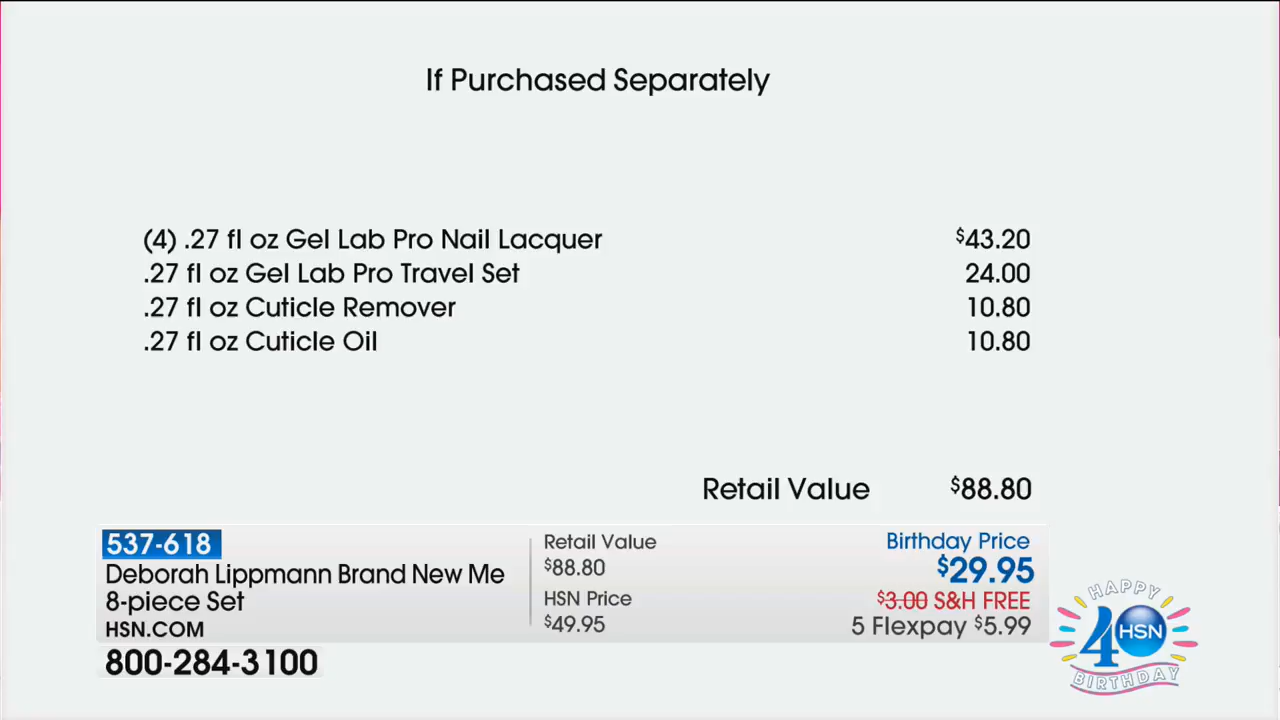 If Purchased Separately
(4) .27 fl oz Gel Lab Pro Nail Lacquer $43.20
.27 fl oz Gel Lab Pro Travel Set 24.00
.27 fl oz Cuticle Remover 10.80
.27 fl oz Cuticle Oil 10.80
Retail Value $88.80
537-618
Deborah Lippmann Brand New Me
8-piece Set
HSN.COM
800-284-3100
Retail Value
$88.80
HSN Price
$49.95
Birthday Price
$29.95
$3.00 S&H FREE
5 Flexpay $5.99
HAPPY
40 HSN
BIRTHDAY